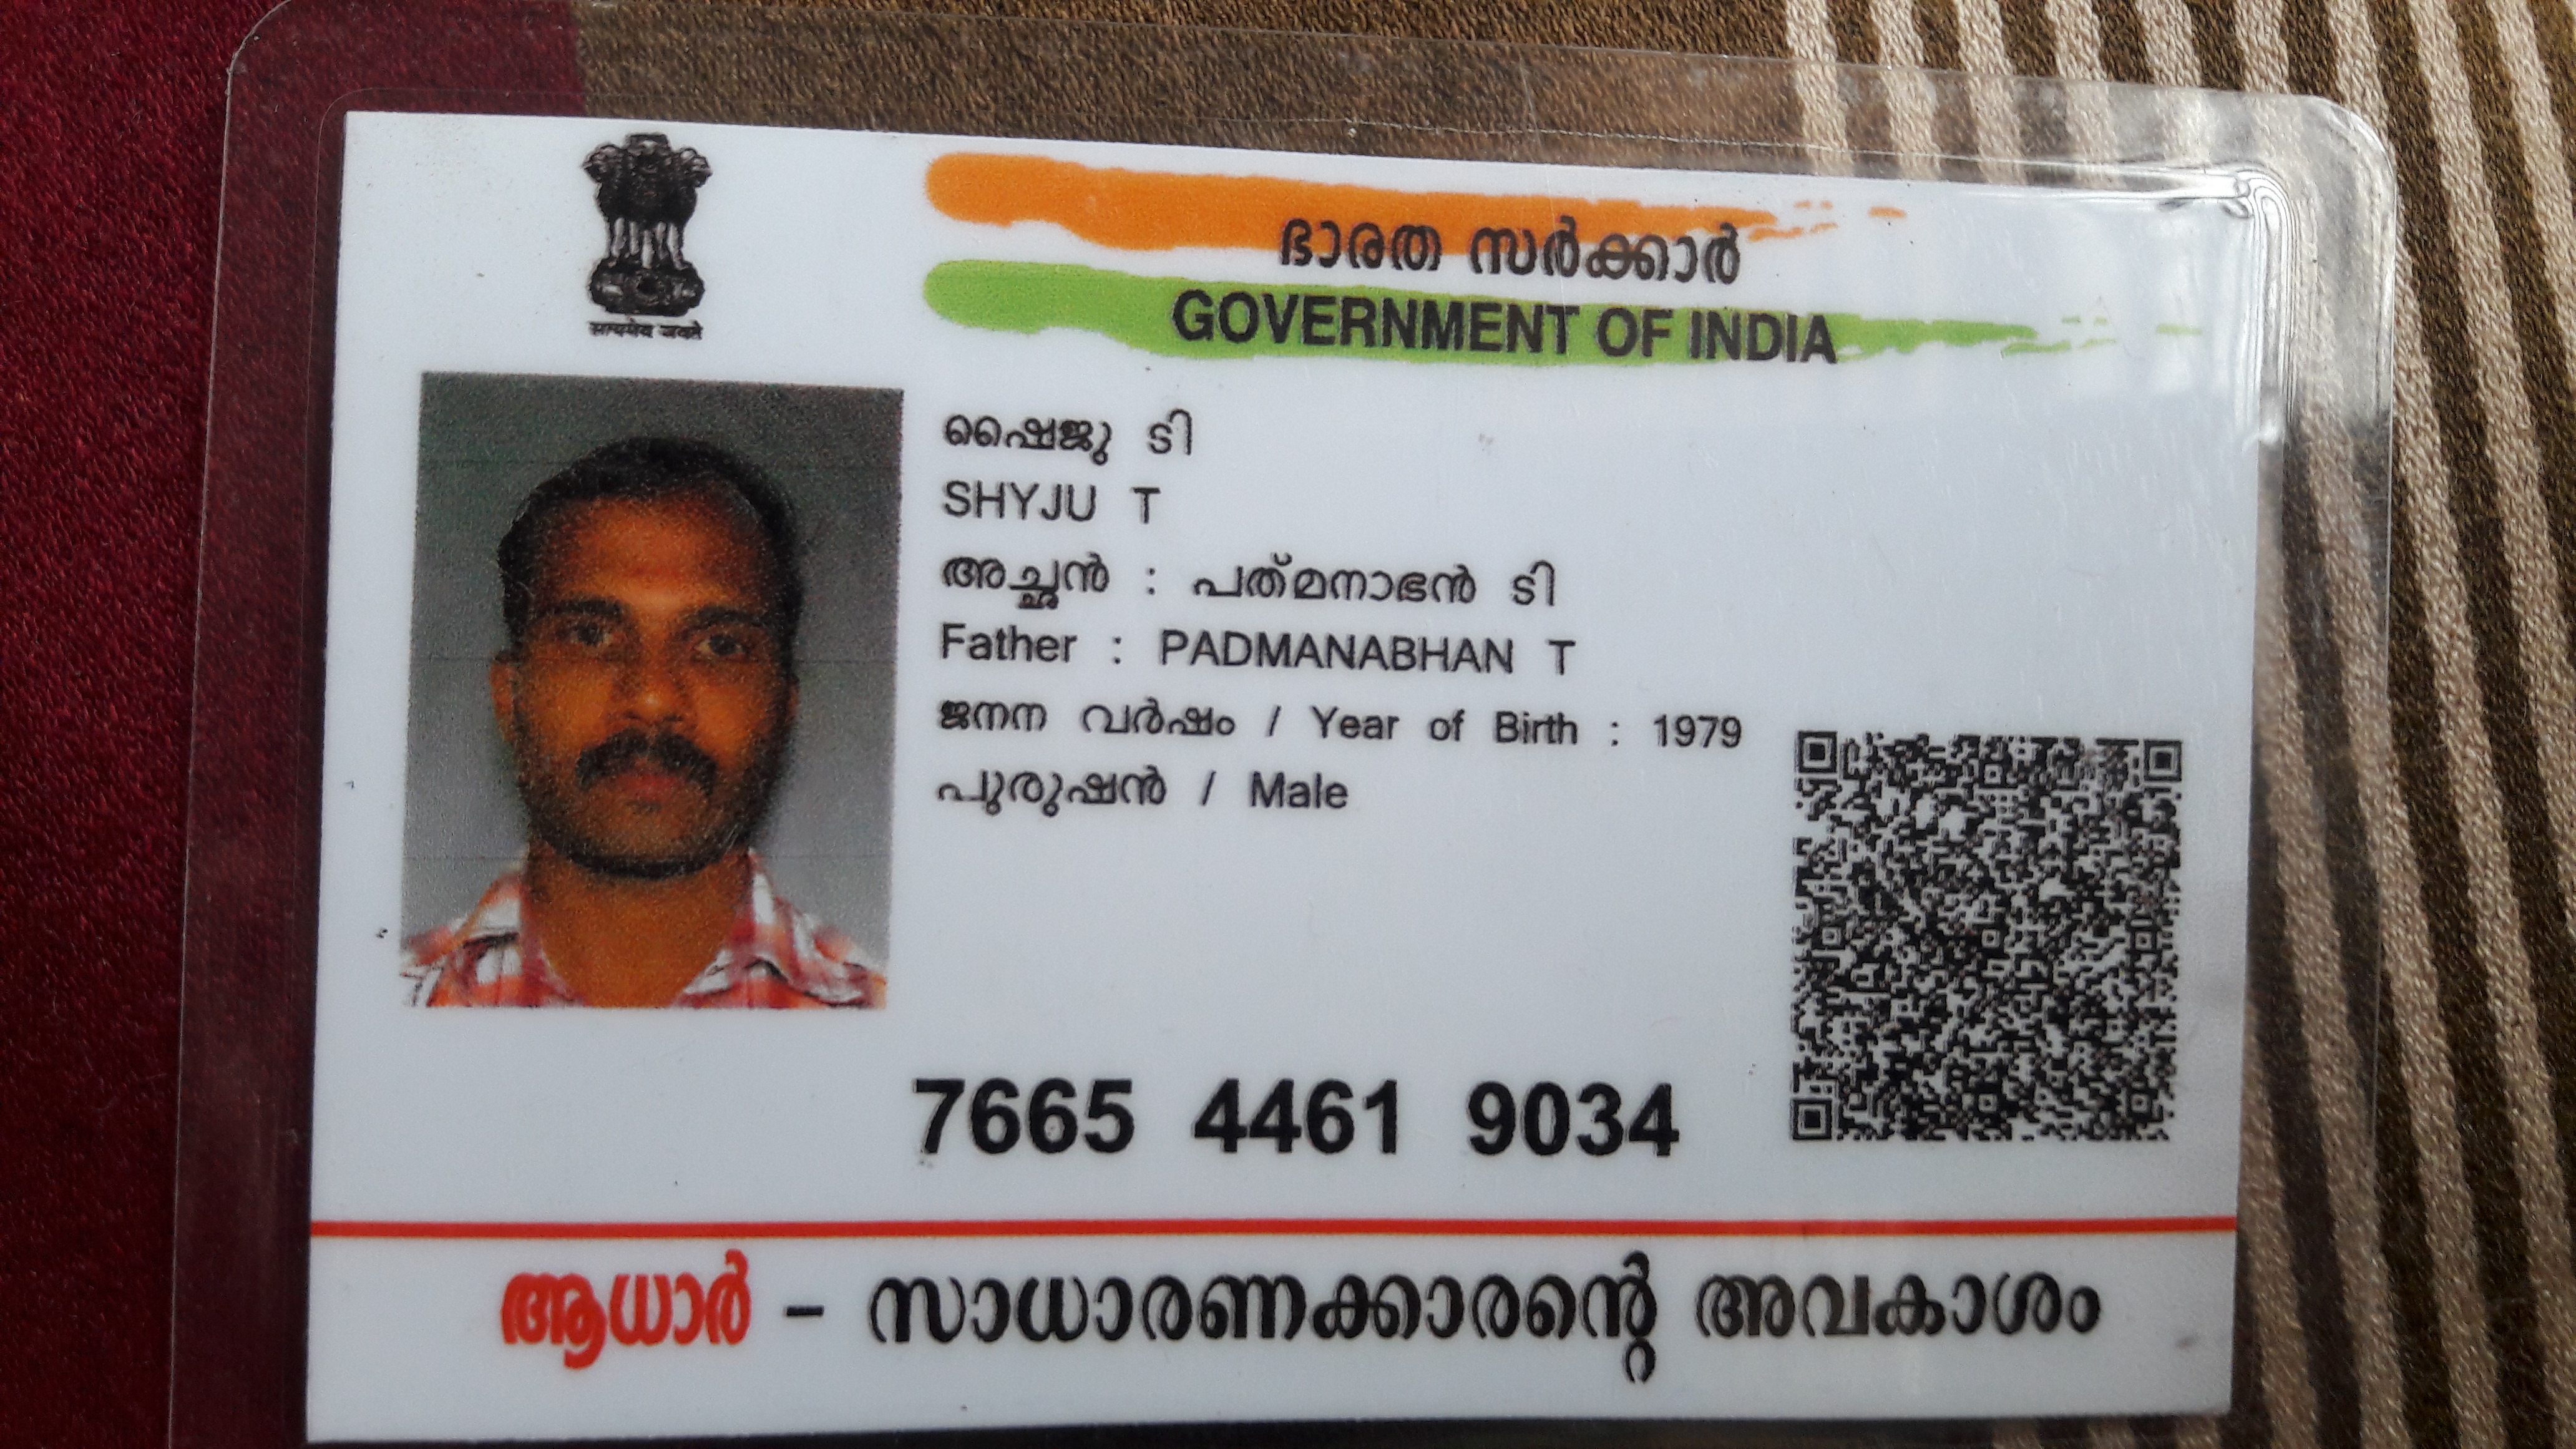 सत्यमेव जयते
ഭാരത സർക്കാർ
GOVERNMENT OF INDIA
ഷൈജു ടി
SHYJU T
അച്ഛൻ : പത്മനാഭൻ ടി
Father : PADMANABHAN T
ജനന വർഷം / Year of Birth : 1979
പുരുഷൻ / Male
7665 4461 9034
ആധാർ - സാധാരണക്കാരന്റെ അവകാശം